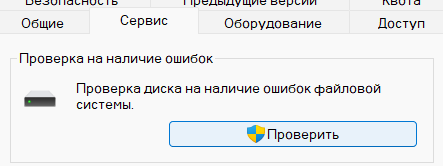 Безопасность Предыдущие версии Квота
Общие Сервис Оборудование Доступ
Проверка на наличие ошибок
Проверка диска на наличие ошибок файловой
системы.
Проверить